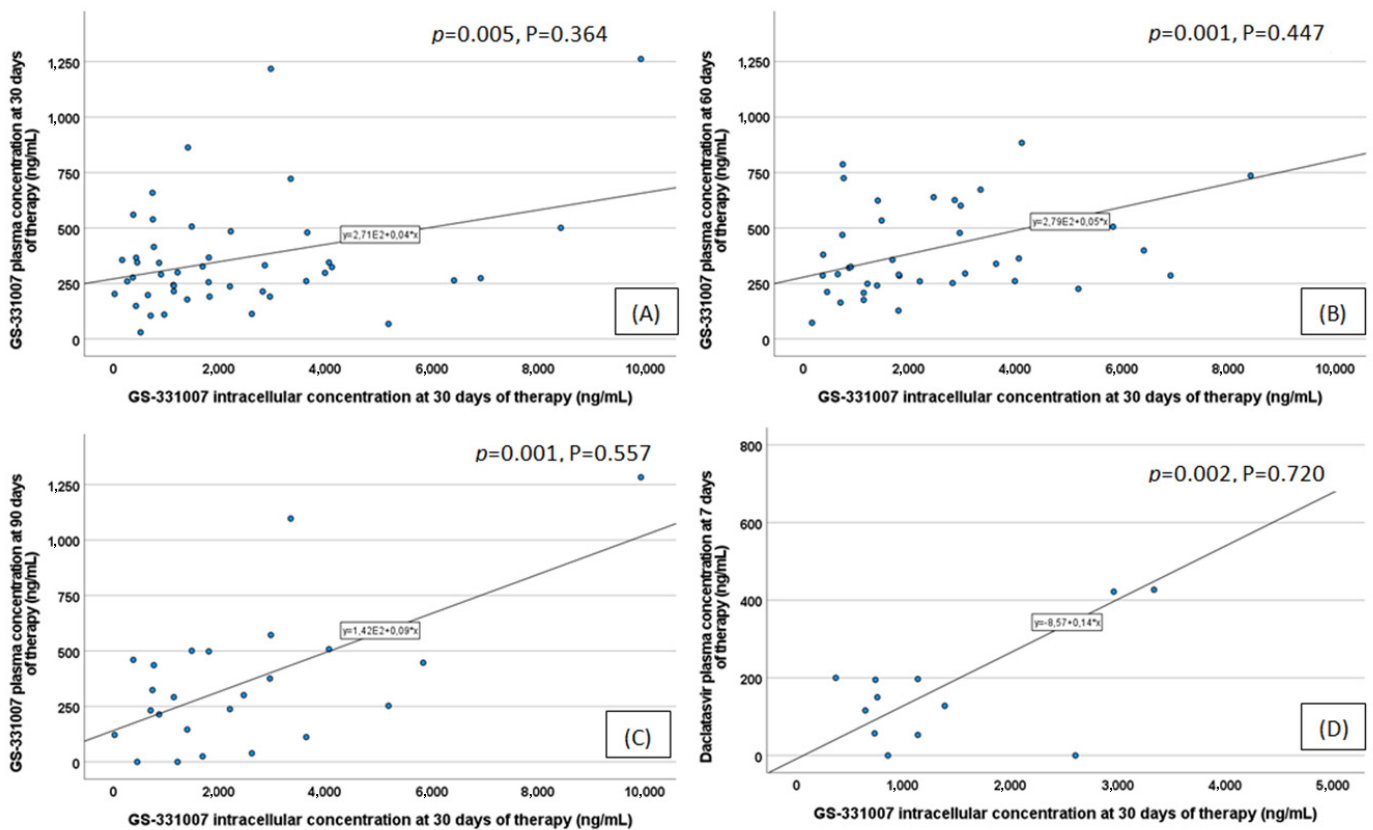 p=0.005, P=0.364
GS-331007 plasma concentration at 30 days
of therapy (ng/mL)
1,250
1,000
750
500
250
0
y=2,71E2+0,04*x
(A)
0 2,000 4,000 6,000 8,000 10,000
GS-331007 intracellular concentration at 30 days of therapy (ng/mL)
p=0.001, P=0.447
GS-331007 plasma concentration at 60 days
of therapy (ng/mL)
1,250
1,000
750
500
250
0
y=2,79E2+0,05*x
(B)
0 2,000 4,000 6,000 8,000 10,000
GS-331007 intracellular concentration at 30 days of therapy (ng/mL)
p=0.001, P=0.557
GS-331007 plasma concentration at 90 days
of therapy (ng/mL)
1,250
1,000
750
500
250
0
y=1,42E2+0,09*x
(C)
0 2,000 4,000 6,000 8,000 10,000
GS-331007 intracellular concentration at 30 days of therapy (ng/mL)
p=0.002, P=0.720
Daclatasvir plasma concentration at 7 days
of therapy (ng/mL)
800
600
400
200
0
y=-8,57+0,14*x
(D)
0 1,000 2,000 3,000 4,000 5,000
GS-331007 intracellular concentration at 30 days of therapy (ng/mL)